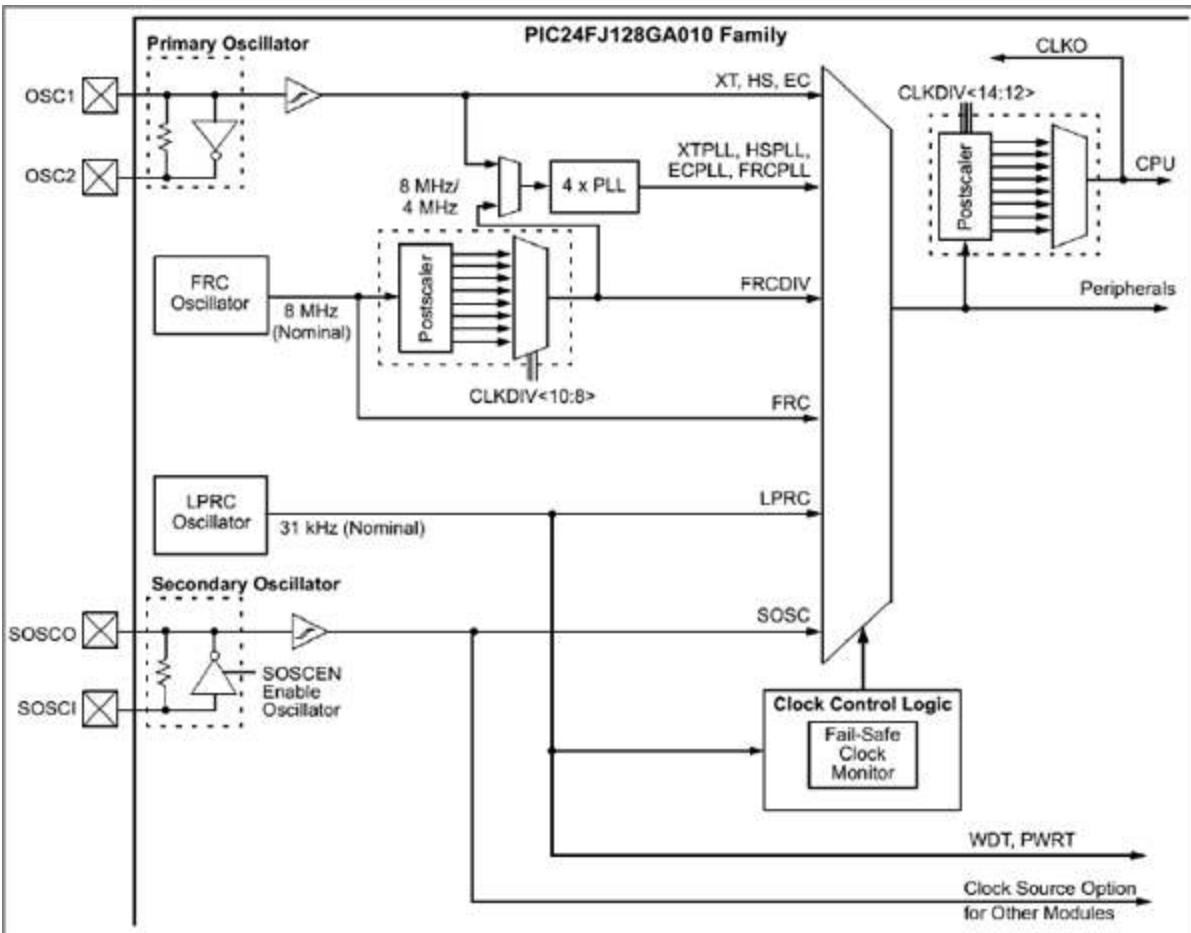 PIC24FJ128GA010 Family
Primary Oscillator
CLKO
OSC1
XT, HS, EC
CLKDIV<14:12>
XTPLL, HSPLL,
ECPLL, FRCPLL
OSC2
8 MHz/
4 MHz
4 x PLL
Postscaler
CPU
FRC
Oscillator
8 MHz
(Nominal)
Postscaler
FRCDIV
Peripherals
CLKDIV<10:8>
FRC
LPRC
Oscillator
31 kHz (Nominal)
LPRC
Secondary Oscillator
SOSCO
SOSC
SOSCEN
Enable
Oscillator
SOSCI
Clock Control Logic
Fail-Safe
Clock
Monitor
WDT, PWRT
Clock Source Option
for Other Modules